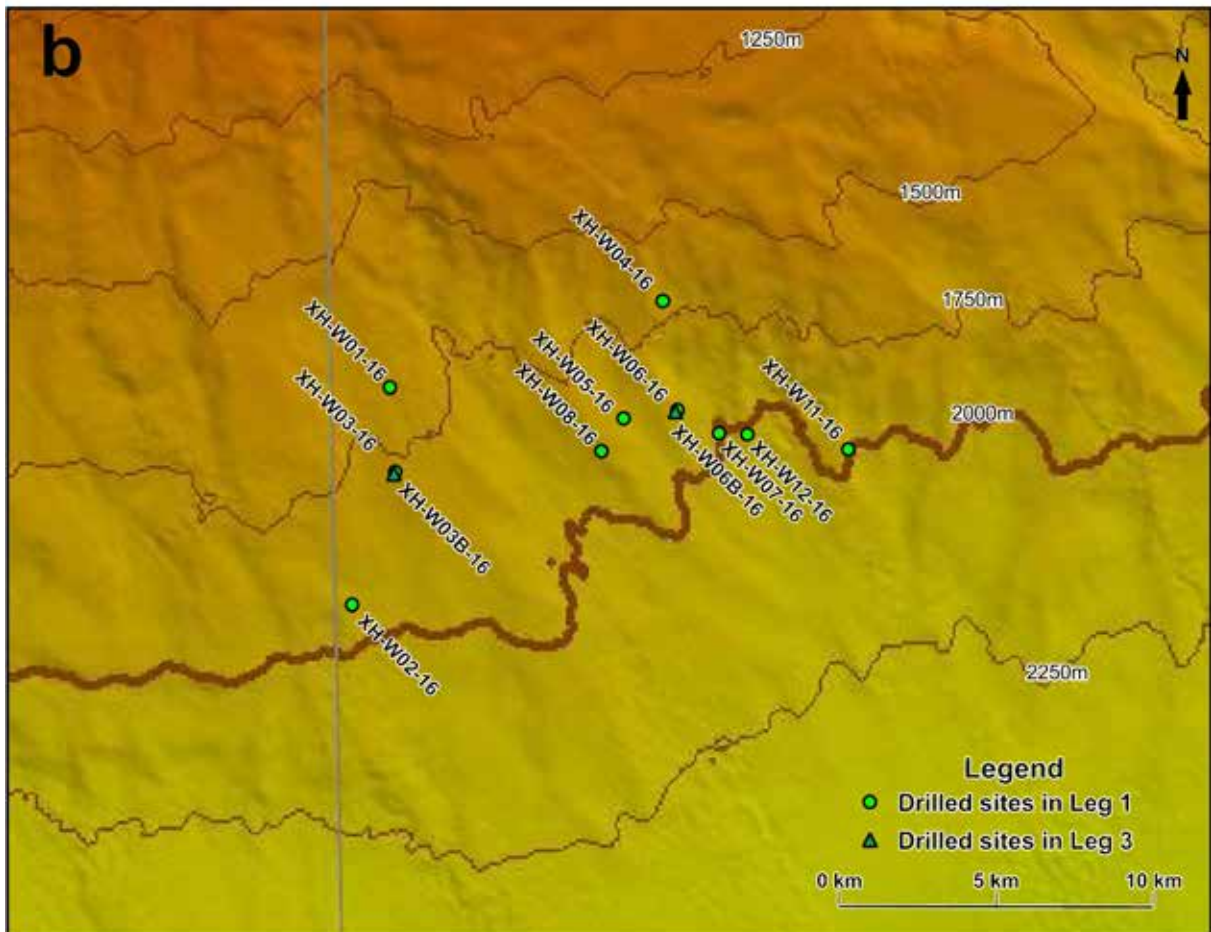 b
1250m
N
1500m
XH-W04-16
1750m
XH-W01-16
XH-W06-16
XH-W05-16
XH-W03-16
XH-W08-16
XH-W11-16
2000m
XH-W12-16
XH-W07-16
XH-W06B-16
XH-W03B-16
XH-W02-16
2250m
Legend
Drilled sites in Leg 1
Drilled sites in Leg 3
0 km 5 km 10 km